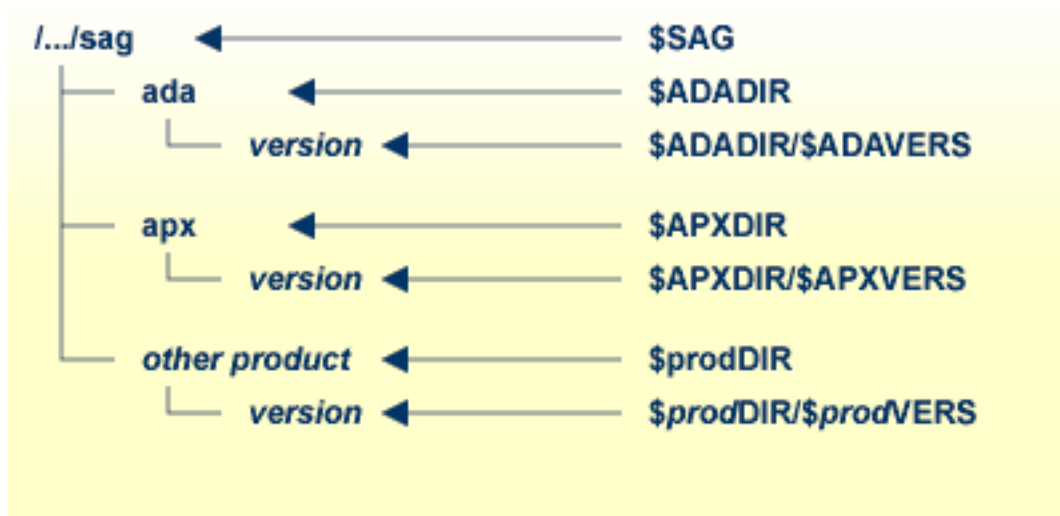 /.../sag $SAG
ada $ADADIR
version $ADADIR/$ADAVERS
apx $APXDIR
version $APXDIR/$APXVERS
other product $prodDIR
version $prodDIR/$prodVERS